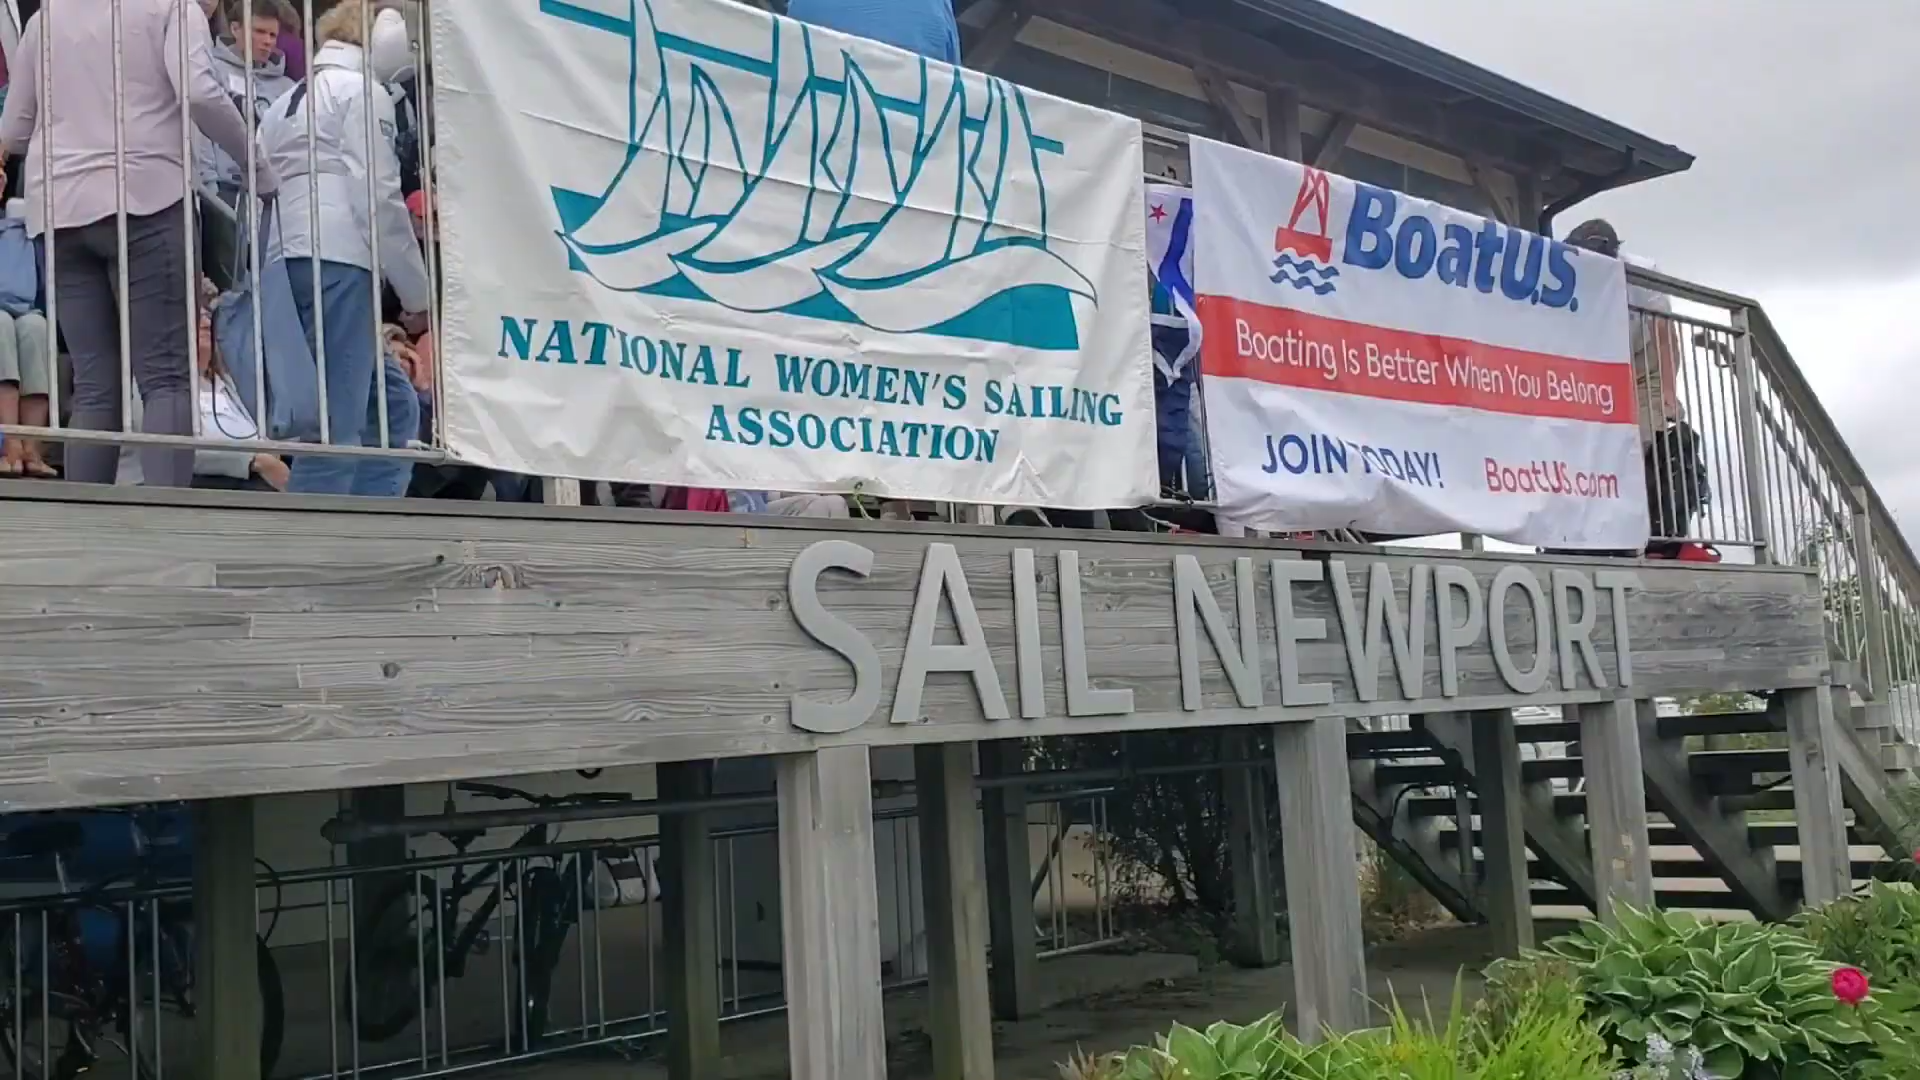 NATIONAL WOMEN'S SAILING
ASSOCIATION
BoatU.S.
Boating Is Better When You Belong
JOIN TODAY! BoatUS.com
SAIL NEWPORT